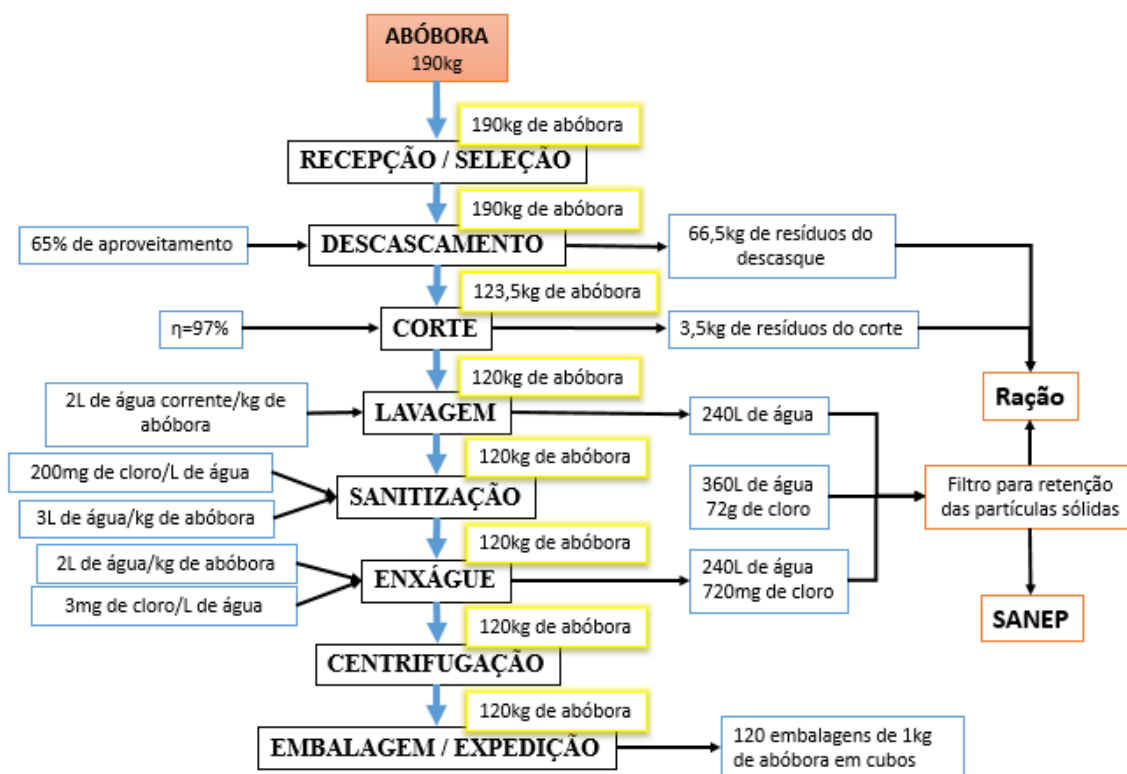 ABÓBORA
190kg
190kg de abóbora
RECEPÇÃO / SELEÇÃO
190kg de abóbora
65% de aproveitamento
DESCASCAMENTO
66,5kg de resíduos do
descasque
123,5kg de abóbora
η=97%
CORTE
3,5kg de resíduos do corte
120kg de abóbora
2L de água corrente/kg de
abóbora
LAVAGEM
240L de água
Ração
120kg de abóbora
200mg de cloro/L de água
3L de água/kg de abóbora
SANITIZAÇÃO
360L de água
72g de cloro
Filtro para retenção
das partículas sólidas
120kg de abóbora
2L de água/kg de abóbora
3mg de cloro/L de água
ENXÁGUE
240L de água
720mg de cloro
SANEP
120kg de abóbora
CENTRIFUGAÇÃO
120kg de abóbora
EMBALAGEM / EXPEDIÇÃO
120 embalagens de 1kg
de abóbora em cubos